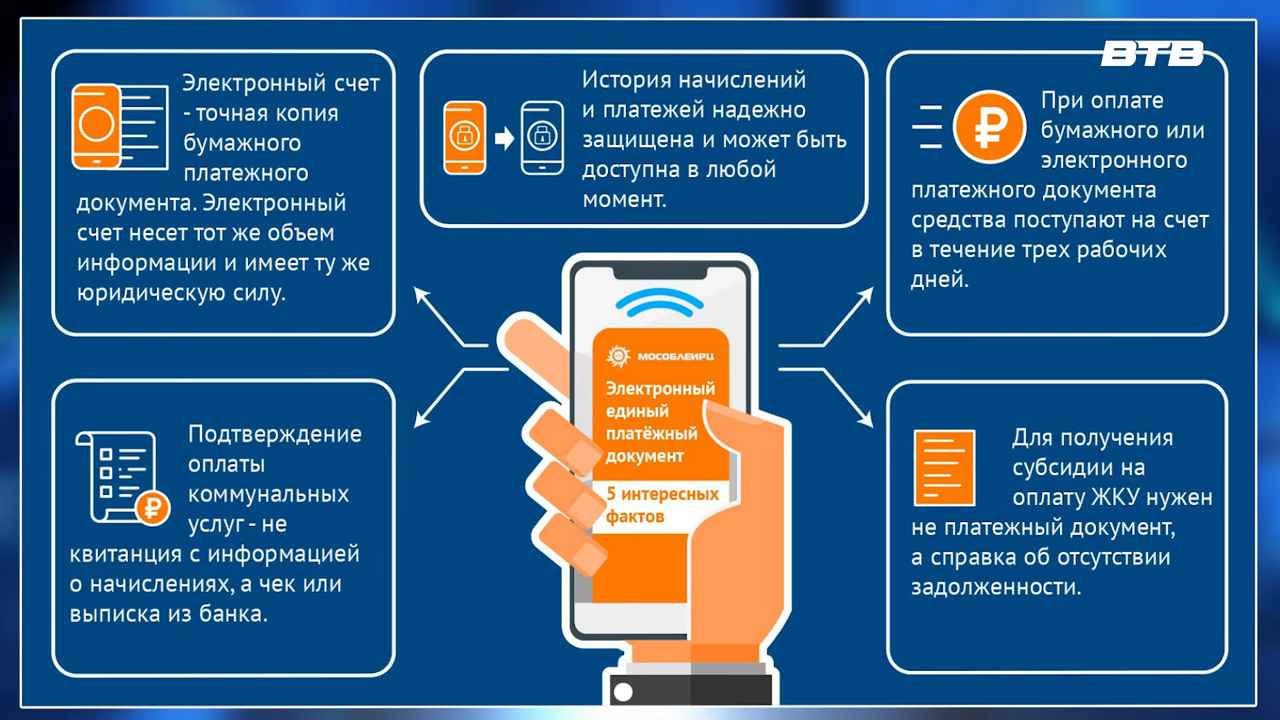 ВТВ
Электронный счет
- точная копия
бумажного
платежного
документа. Электронный
счет несет тот же объем
информации и имеет ту же
юридическую силу.
История начислений
и платежей надежно
защищена и может быть
доступна в любой
момент.
При оплате
бумажного или
электронного
платежного документа
средства поступают на счет
в течение трех рабочих
дней.
МОСОБЛЕИРЦ
Электронный
единый
платёжный
документ
5 интересных
фактов
Подтверждение
оплаты
коммунальных
услуг - не
квитанция с информацией
о начислениях, а чек или
выписка из банка.
Для получения
субсидии на
оплату ЖКУ нужен
не платежный документ,
а справка об отсутствии
задолженности.